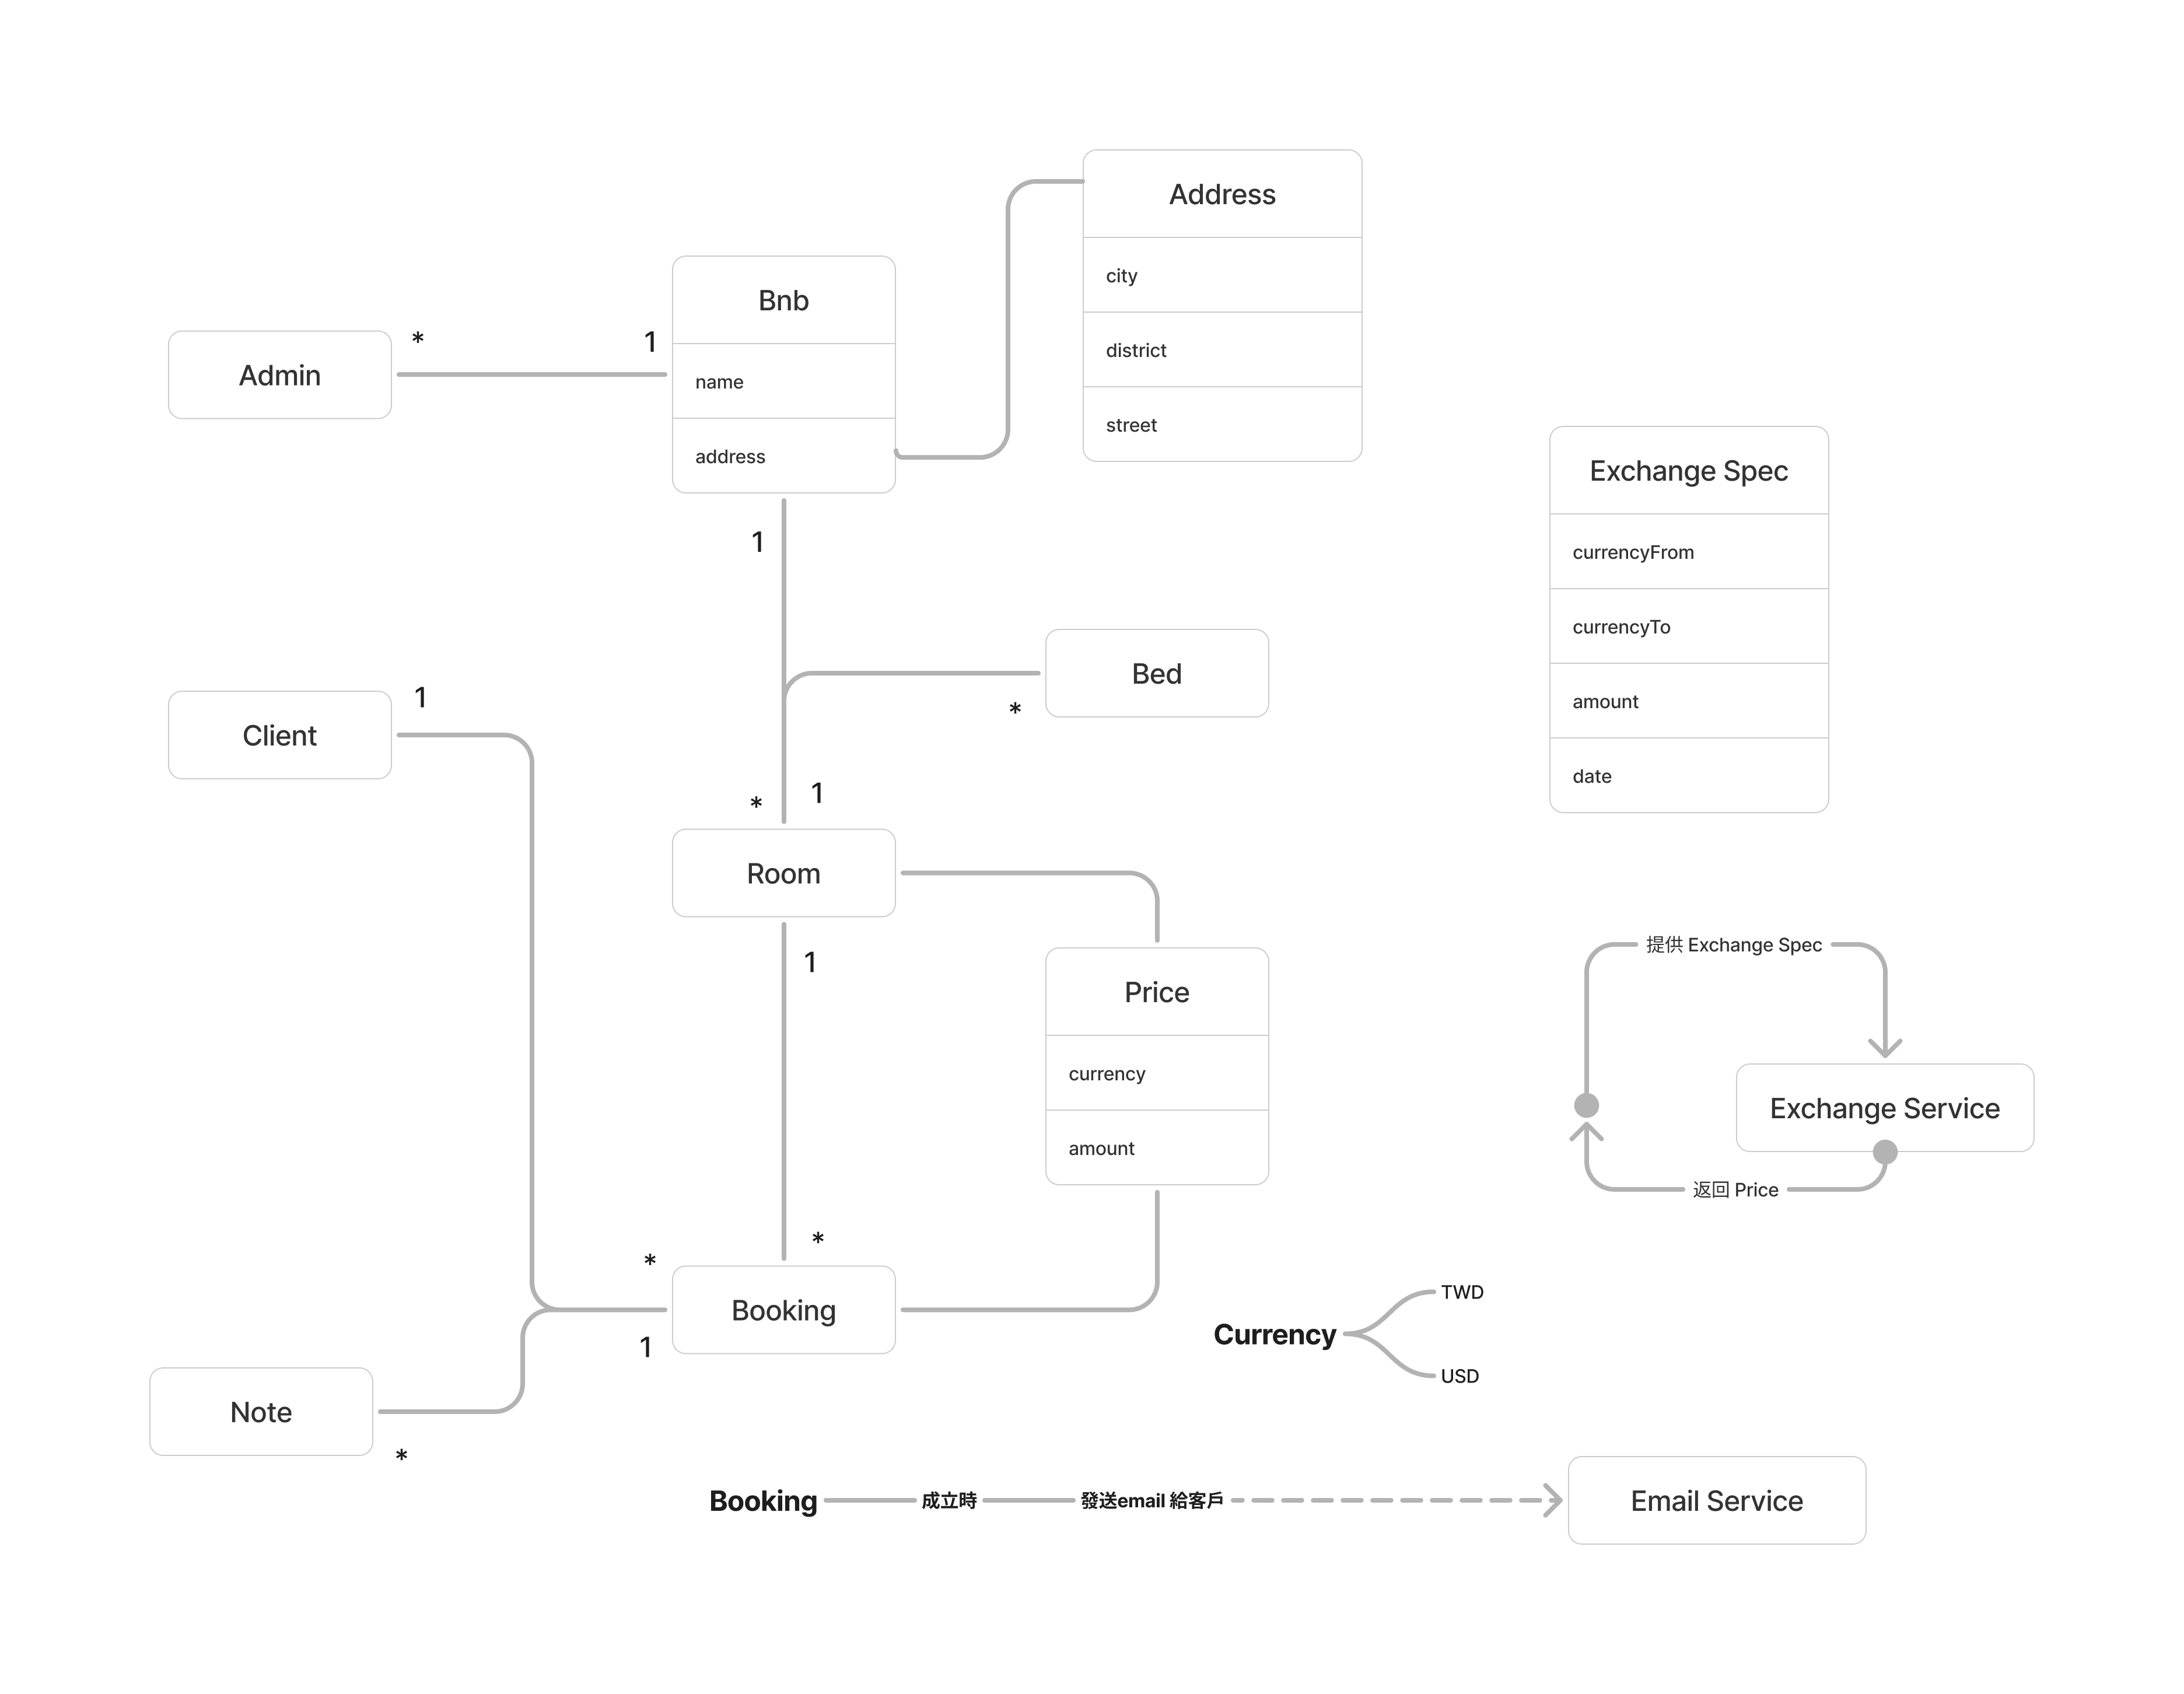 Address
city
district
street
Bnb
name
address
Admin
*
1
Exchange Spec
currencyFrom
currencyTo
amount
date
1
Bed
*
Client
1
*
1
Room
1
Price
currency
amount
提供 Exchange Spec
Exchange Service
返回 Price
*
*
Booking
1
Currency
TWD
USD
Note
*
Booking
成立時
發送email 給客戶
Email Service